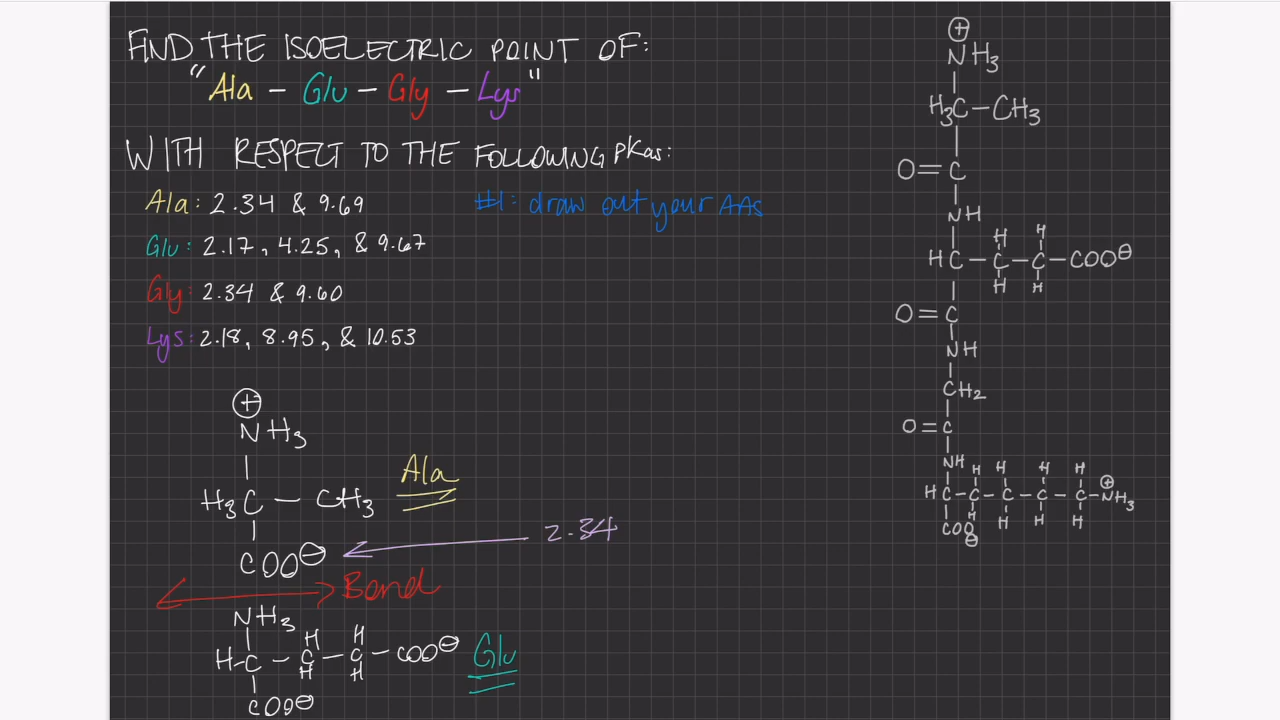 FIND THE ISOELECTRIC POINT OF:
"Ala - Glu - Gly - Lys"
WITH RESPECT TO THE FOLLOWING pKas:
Ala: 2.34 & 9.69
#1: draw out your AAs
Glu: 2.17, 4.25, & 9.67
Gly: 2.34 & 9.60
Lys: 2.18, 8.95, & 10.53
⊕
NH3
|
H3C - CH3
|
COO⊖
Ala
2.34
Bond
NH3
|
H H
H-C - C - C - COO⊖
H H
|
COO⊖
Glu
⊕
NH3
|
H3C - CH3
|
O=C
|
NH
|
H H
HC - C - C - COO⊖
H H
|
O=C
|
NH
|
CH2
|
O=C
|
NH
|
H H H H
HC - C - C - C - C - NH3⊕
H H H H
|
COO⊖